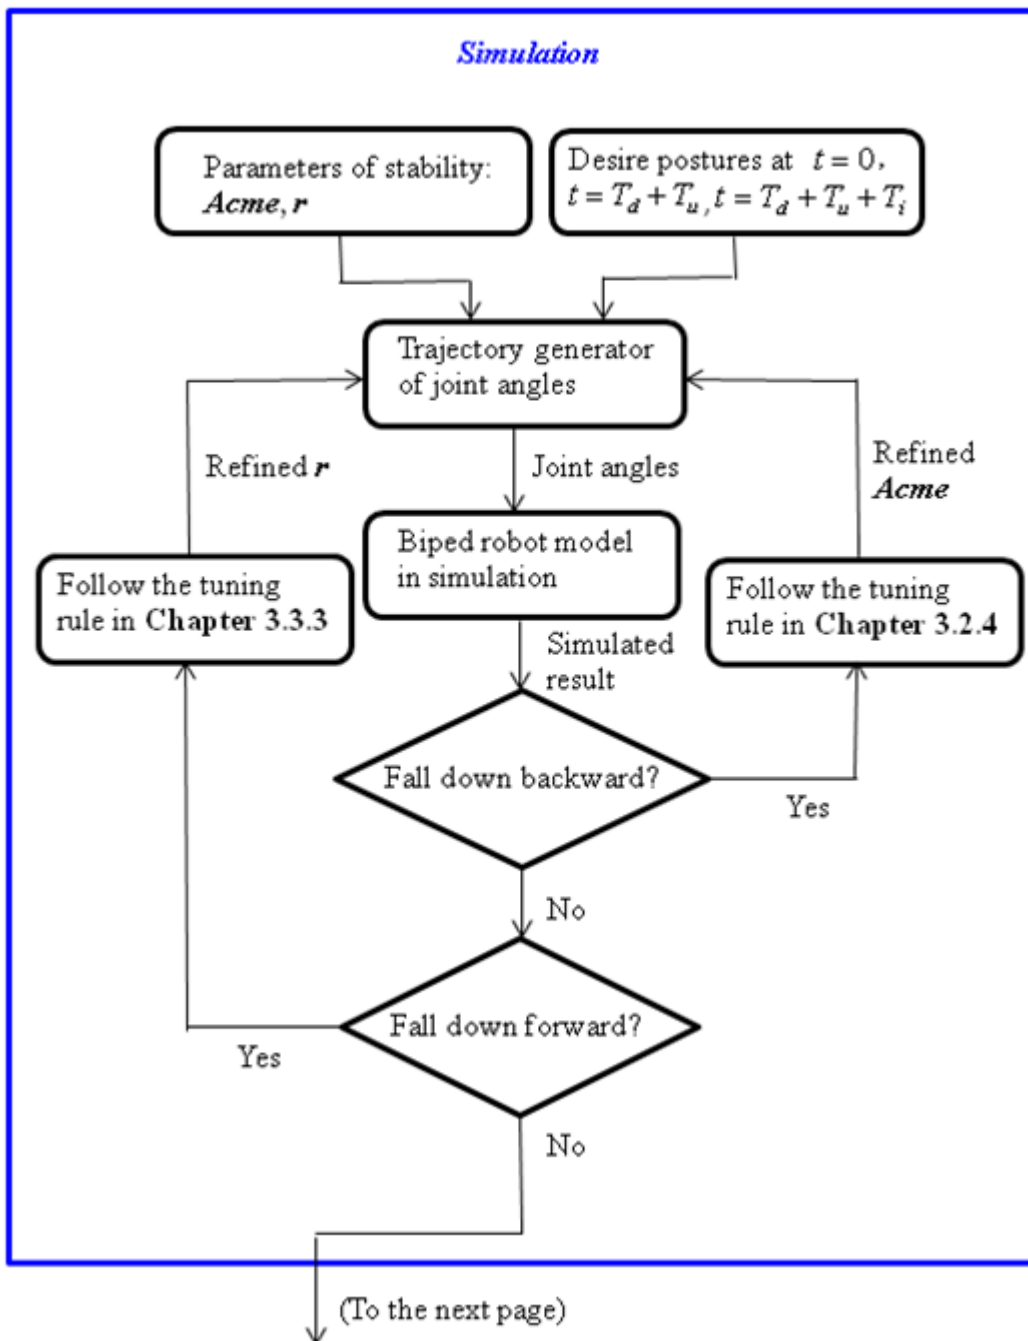 Simulation
Parameters of stability:
Acme, r
Desire postures at t = 0,
t = T_d + T_u, t = T_d + T_u + T_i
Trajectory generator
of joint angles
Refined r
Joint angles
Refined
Acme
Biped robot model
in simulation
Follow the tuning
rule in Chapter 3.3.3
Follow the tuning
rule in Chapter 3.2.4
Simulated
result
Fall down backward?
Yes
No
Fall down forward?
Yes
No
(To the next page)